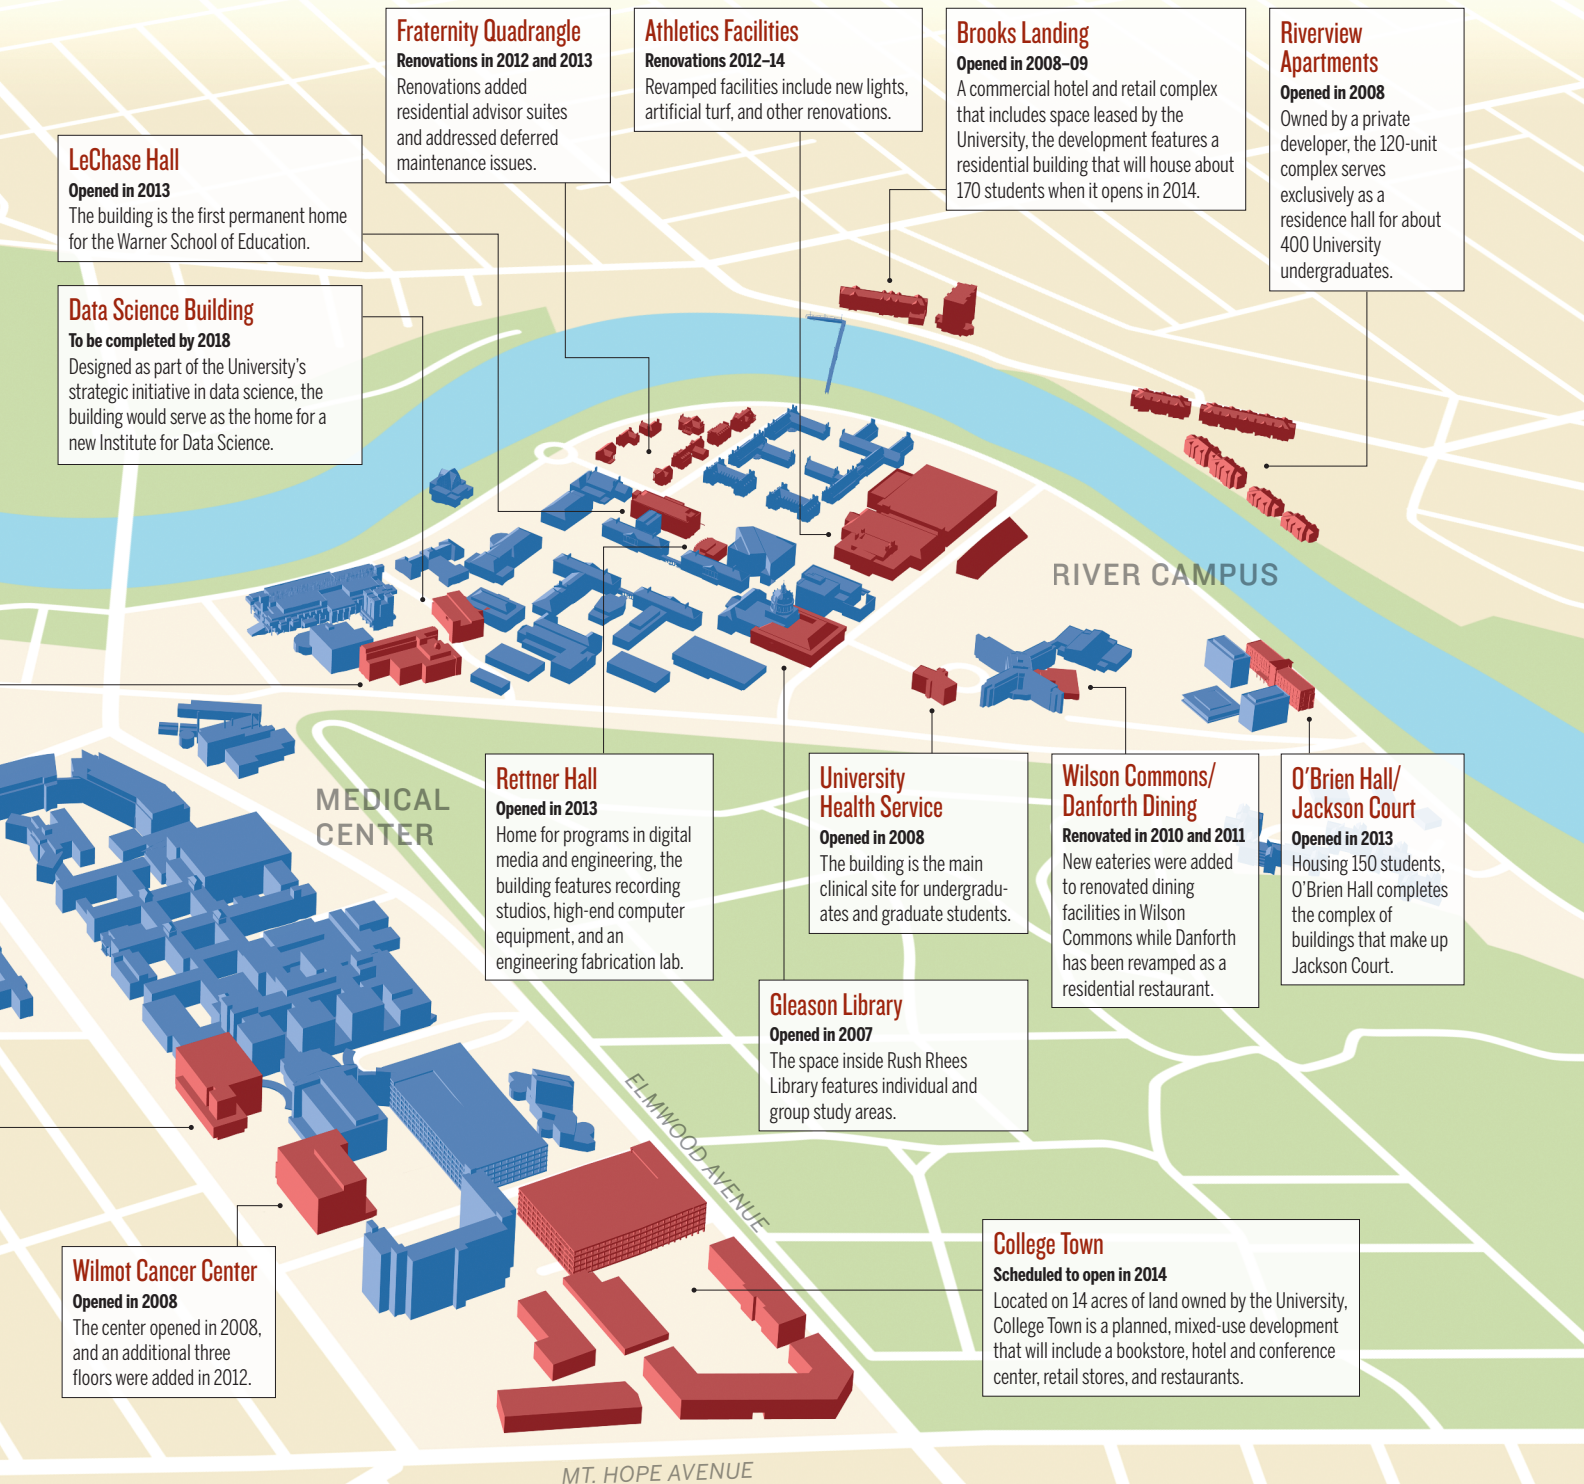 Fraternity Quadrangle
Renovations in 2012 and 2013
Renovations added
residential advisor suites
and addressed deferred
maintenance issues.
Athletics Facilities
Renovations 2012–14
Revamped facilities include new lights,
artificial turf, and other renovations.
Brooks Landing
Opened in 2008–09
A commercial hotel and retail complex
that includes space leased by the
University, the development features a
residential building that will house about
170 students when it opens in 2014.
Riverview
Apartments
Opened in 2008
Owned by a private
developer, the 120-unit
complex serves
exclusively as a
residence hall for about
400 University
undergraduates.
LeChase Hall
Opened in 2013
The building is the first permanent home
for the Warner School of Education.
Data Science Building
To be completed by 2018
Designed as part of the University’s
strategic initiative in data science, the
building would serve as the home for a
new Institute for Data Science.
RIVER CAMPUS
MEDICAL
CENTER
Rettner Hall
Opened in 2013
Home for programs in digital
media and engineering, the
building features recording
studios, high-end computer
equipment, and an
engineering fabrication lab.
University
Health Service
Opened in 2008
The building is the main
clinical site for undergradu-
ates and graduate students.
Wilson Commons/
Danforth Dining
Renovated in 2010 and 2011
New eateries were added
to renovated dining
facilities in Wilson
Commons while Danforth
has been revamped as a
residential restaurant.
O’Brien Hall/
Jackson Court
Opened in 2013
Housing 150 students,
O’Brien Hall completes
the complex of
buildings that make up
Jackson Court.
Gleason Library
Opened in 2007
The space inside Rush Rhees
Library features individual and
group study areas.
ELMWOOD AVENUE
Wilmot Cancer Center
Opened in 2008
The center opened in 2008,
and an additional three
floors were added in 2012.
College Town
Scheduled to open in 2014
Located on 14 acres of land owned by the University,
College Town is a planned, mixed-use development
that will include a bookstore, hotel and conference
center, retail stores, and restaurants.
MT. HOPE AVENUE